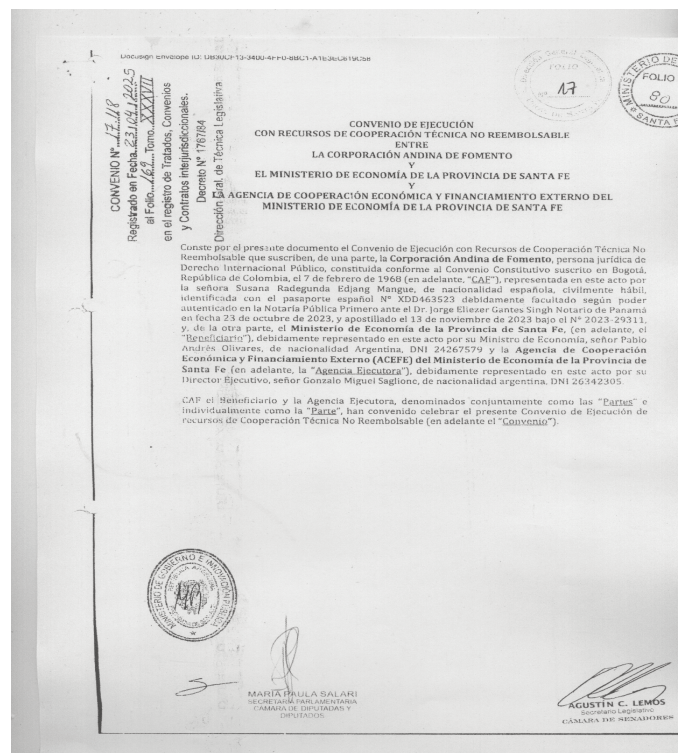 Docusign Envelope ID: DB30CF13-3400-4FF0-8BC1-A1E3EC619C58
FOLIO
Nº 17
MINISTERIO DE
FOLIO
80
SANTA FE
CONVENIO Nº 17.118
Registrado en Fecha 23/04/2025
al Folio 169 Tomo XXXVII
en el registro de Tratados, Convenios
y Contratos Interjurisdiccionales.
Decreto Nº 1767/84
Dirección Gral. de Técnica Legislativa
CONVENIO DE EJECUCIÓN
CON RECURSOS DE COOPERACIÓN TÉCNICA NO REEMBOLSABLE
ENTRE
LA CORPORACIÓN ANDINA DE FOMENTO
Y
EL MINISTERIO DE ECONOMÍA DE LA PROVINCIA DE SANTA FE
Y
LA AGENCIA DE COOPERACIÓN ECONÓMICA Y FINANCIAMIENTO EXTERNO DEL
MINISTERIO DE ECONOMÍA DE LA PROVINCIA DE SANTA FE
Conste por el presente documento el Convenio de Ejecución con Recursos de Cooperación Técnica No
Reembolsable que suscriben, de una parte, la Corporación Andina de Fomento, persona jurídica de
Derecho Internacional Público, constituida conforme al Convenio Constitutivo suscrito en Bogotá,
República de Colombia, el 7 de febrero de 1968 (en adelante, "CAF"), representada en este acto por
la señora Susana Radegunda Edjang Mangue, de nacionalidad española, civilmente hábil,
identificada con el pasaporte español Nº XDD463523 debidamente facultado según poder
autenticado en la Notaría Pública Primero ante el Dr. Jorge Eliezer Gantes Singh Notario de Panamá
en fecha 23 de octubre de 2023, y apostillado el 13 de noviembre de 2023 bajo el Nº 2023-29311,
y, de la otra parte, el Ministerio de Economía de la Provincia de Santa Fe, (en adelante, el
"Beneficiario"), debidamente representado en este acto por su Ministro de Economía, señor Pablo
Andrés Olivares, de nacionalidad Argentina, DNI 24267579 y la Agencia de Cooperación
Económica y Financiamiento Externo (ACEFE) del Ministerio de Economía de la Provincia de
Santa Fe (en adelante, la "Agencia Ejecutora"), debidamente representado en este acto por su
Director Ejecutivo, señor Gonzalo Miguel Saglione, de nacionalidad argentina, DNI 26342305.
CAF el Beneficiario y la Agencia Ejecutora, denominados conjuntamente como las "Partes" e
individualmente como la "Parte", han convenido celebrar el presente Convenio de Ejecución de
recursos de Cooperación Técnica No Reembolsable (en adelante el "Convenio").
MINISTERIO DE GOBIERNO E INNOVACIÓN PÚBLICA
MARÍA PAULA SALARI
SECRETARIA PARLAMENTARIA
CÁMARA DE DIPUTADAS Y
DIPUTADOS
AGUSTÍN C. LEMOS
Secretario Legislativo
CÁMARA DE SENADORES